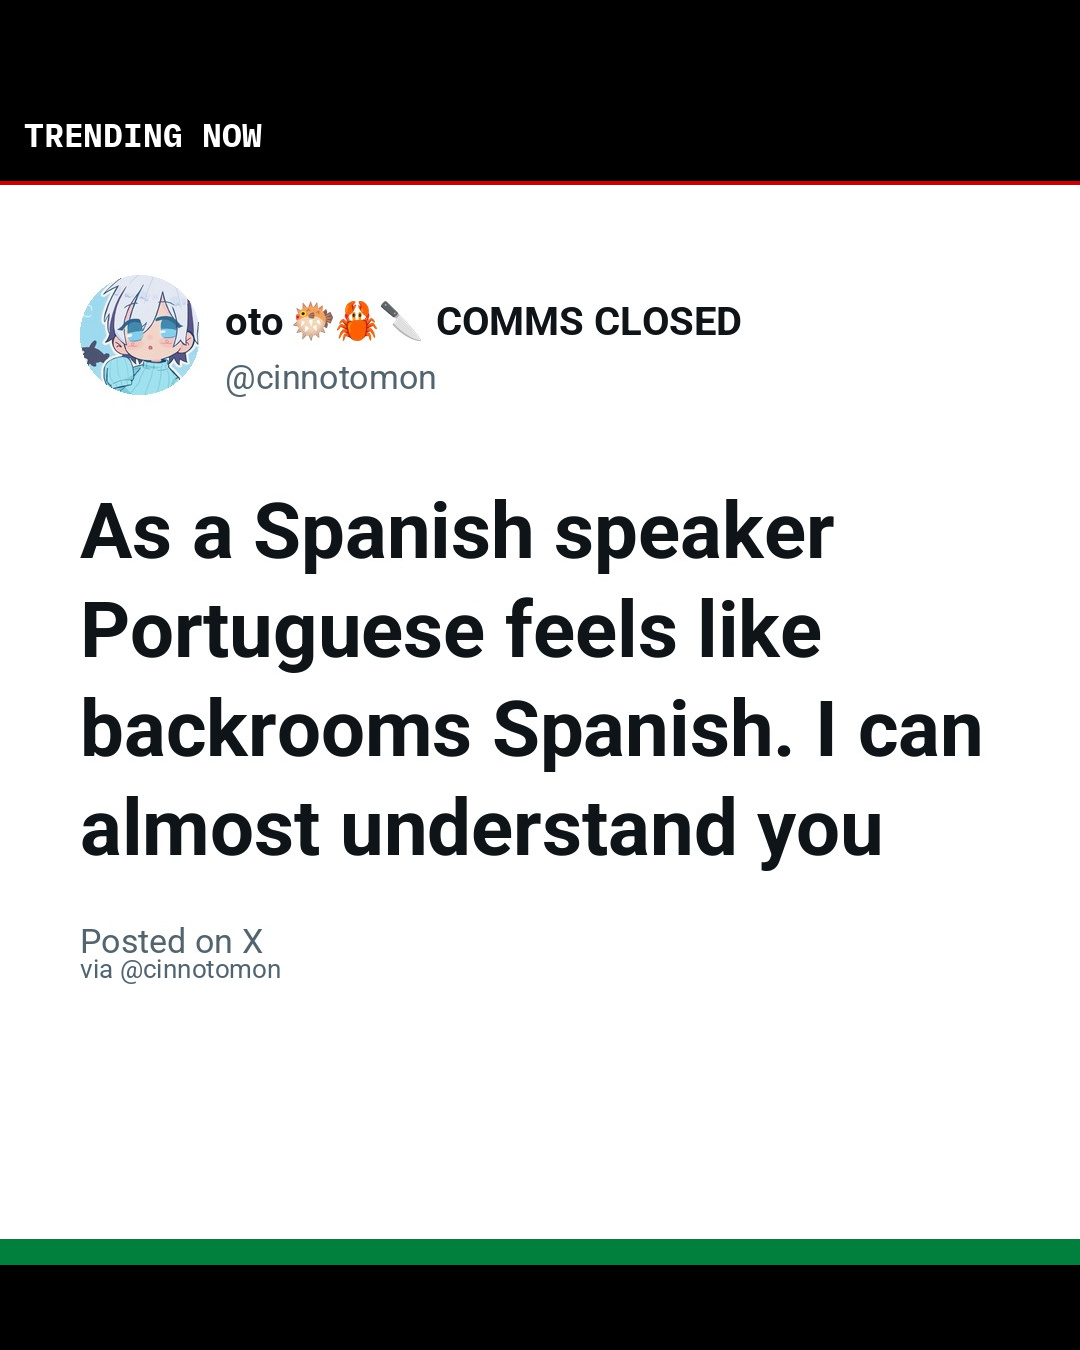 TRENDING NOW
oto 🐡🦀🔪 COMMS CLOSED
@cinnotomon
As a Spanish speaker
Portuguese feels like
backrooms Spanish. I can
almost understand you
Posted on X
via @cinnotomon